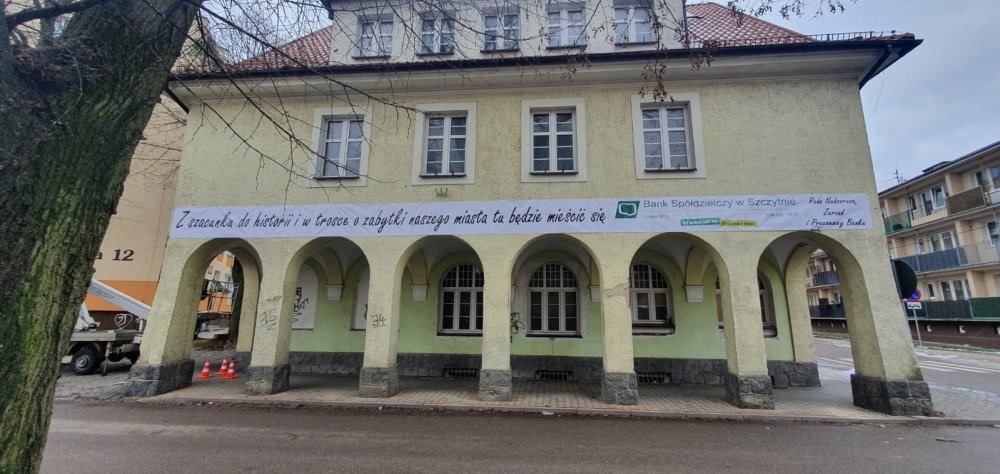 a 12
Z szacunku do historii i w trosce o zabytki naszego miasta tu będzie mieścić się
Bank Spółdzielczy w Szczytnie
Rada Nadzorcza,
Zarząd
i Pracownicy Banku
34